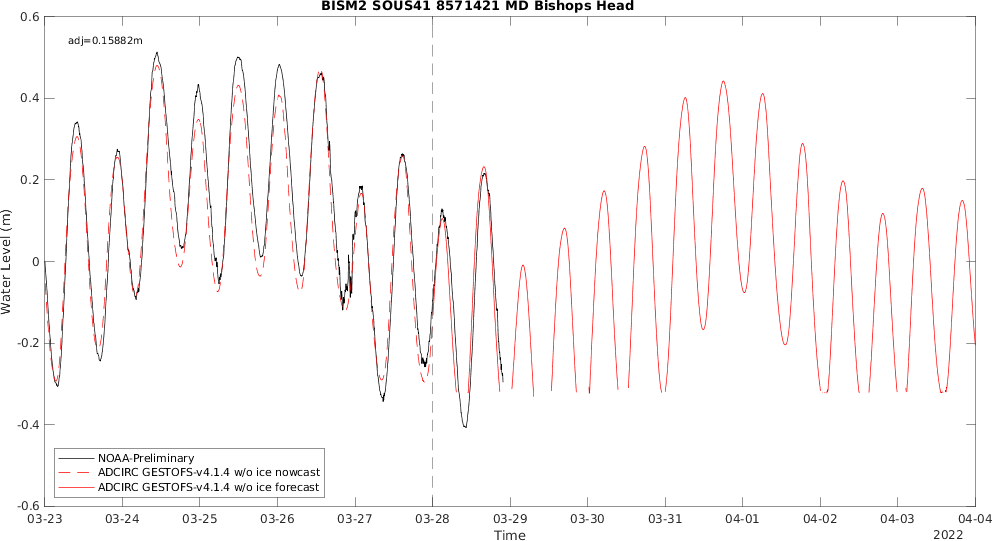 BISM2 SOUS41 8571421 MD Bishops Head
adj=0.15882m
0.6
0.4
0.2
0
-0.2
-0.4
-0.6
Water Level (m)
NOAA-Preliminary
ADCIRC GESTOFS-v4.1.4 w/o ice nowcast
ADCIRC GESTOFS-v4.1.4 w/o ice forecast
03-23 03-24 03-25 03-26 03-27 03-28 03-29 03-30 03-31 04-01 04-02 04-03 04-04
Time
2022